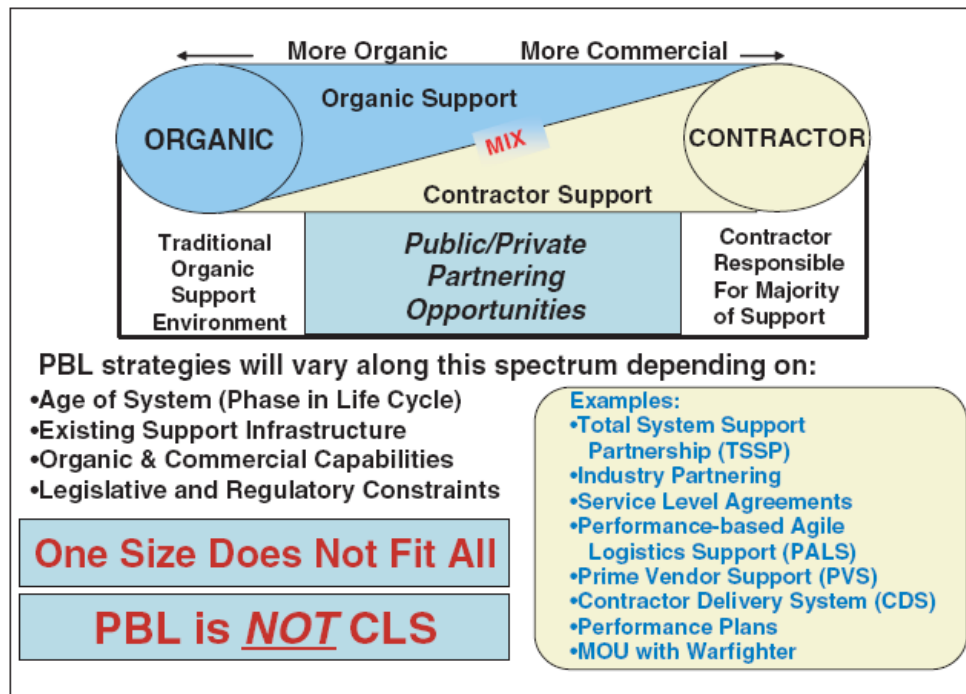 More Organic
More Commercial
Organic Support
ORGANIC
MIX
CONTRACTOR
Contractor Support
Traditional
Organic
Support
Environment
Public/Private
Partnering
Opportunities
Contractor
Responsible
For Majority
of Support
PBL strategies will vary along this spectrum depending on:
•Age of System (Phase in Life Cycle)
•Existing Support Infrastructure
•Organic & Commercial Capabilities
•Legislative and Regulatory Constraints
One Size Does Not Fit All
PBL is NOT CLS
Examples:
•Total System Support
Partnership (TSSP)
•Industry Partnering
•Service Level Agreements
•Performance-based Agile
Logistics Support (PALS)
•Prime Vendor Support (PVS)
•Contractor Delivery System (CDS)
•Performance Plans
•MOU with Warfighter